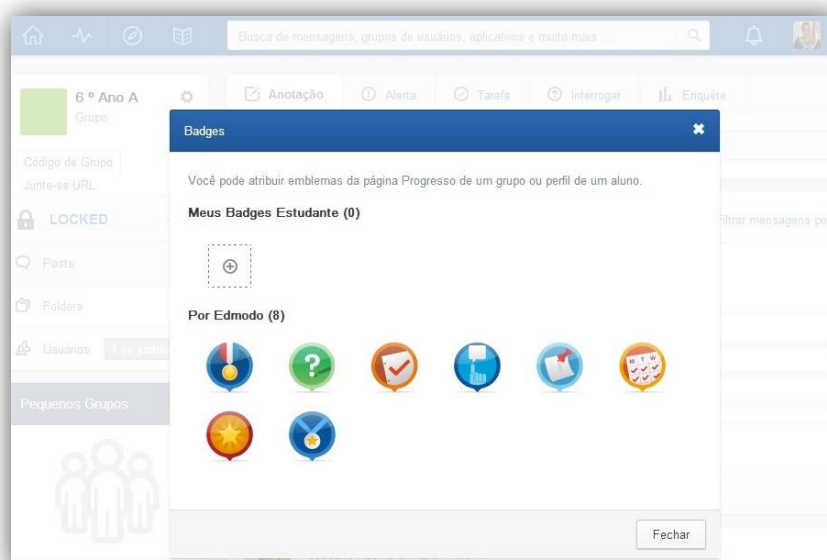 Busca de mensagens, grupos de usuários, aplicativos e muito mais ...
6 º Ano A
Grupo
Anotação
Alerta
Tarefa
Interrogar
Enquête
Código de Grupo
Junte-se URL
LOCKED
Filtrar mensagens po
Posts
Folders
Usuários
Pequenos Grupos
Badges
Você pode atribuir emblemas da página Progresso de um grupo ou perfil de um aluno.
Meus Badges Estudante (0)
Por Edmodo (8)
?
M T W
Fechar